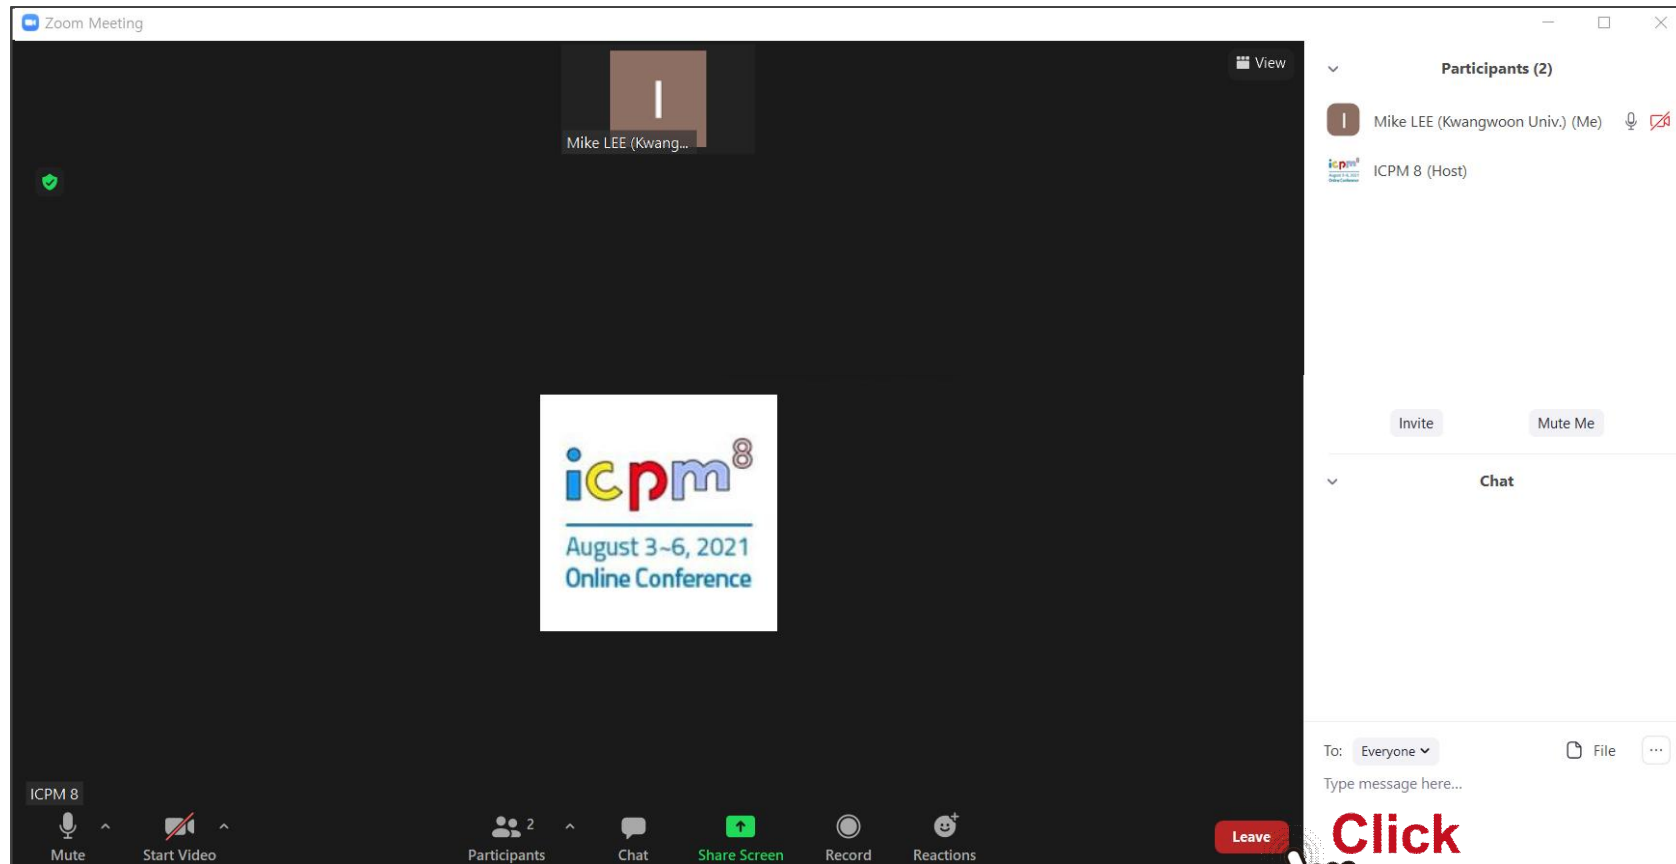 Zoom Meeting
View
I
Mike LEE (Kwang...
Participants (2)
I Mike LEE (Kwangwoon Univ.) (Me)
icpm8
ICPM 8 (Host)
Invite Mute Me
Chat
icpm8
August 3~6, 2021
Online Conference
To: Everyone File ...
Type message here...
ICPM 8
Mute Start Video Participants 2 Chat Share Screen Record Reactions Leave
Click